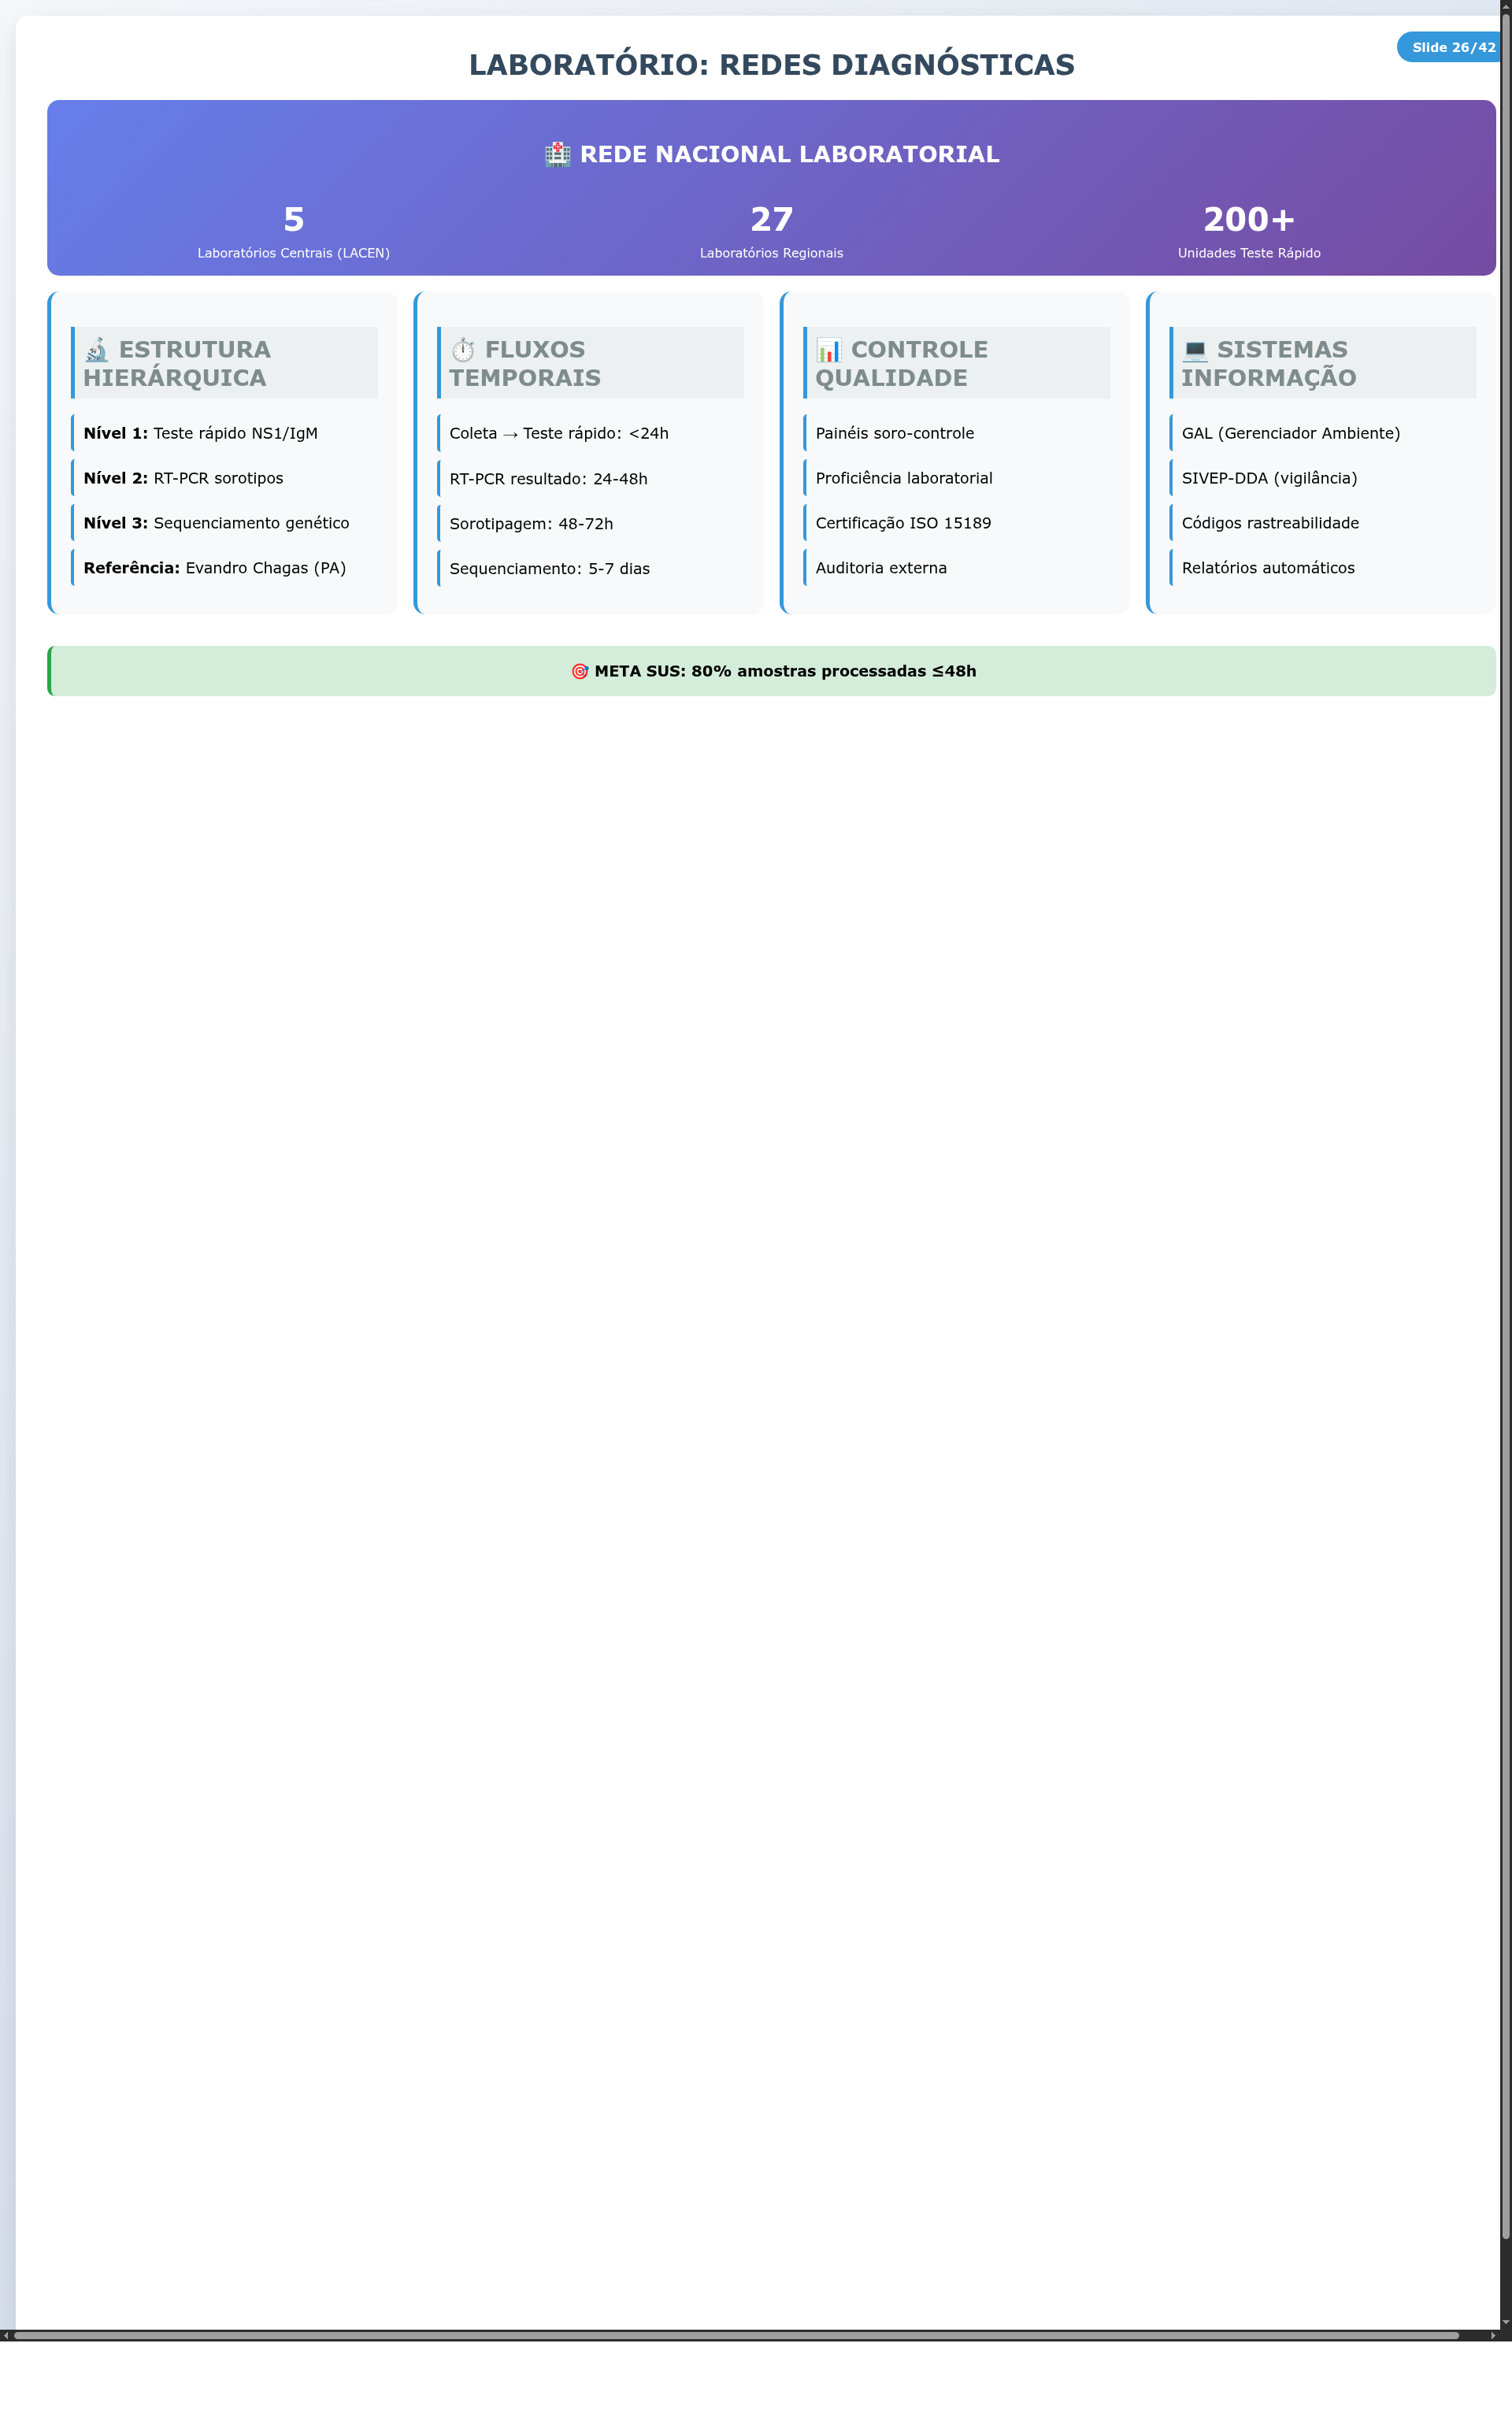 Slide 26/42
LABORATÓRIO: REDES DIAGNÓSTICAS
🏥 REDE NACIONAL LABORATORIAL
5
Laboratórios Centrais (LACEN)
27
Laboratórios Regionais
200+
Unidades Teste Rápido
🔬 ESTRUTURA
HIERÁRQUICA
Nível 1: Teste rápido NS1/IgM
Nível 2: RT-PCR sorotipos
Nível 3: Sequenciamento genético
Referência: Evandro Chagas (PA)
⏱️ FLUXOS
TEMPORAIS
Coleta → Teste rápido: <24h
RT-PCR resultado: 24-48h
Sorotipagem: 48-72h
Sequenciamento: 5-7 dias
📊 CONTROLE
QUALIDADE
Painéis soro-controle
Proficiência laboratorial
Certificação ISO 15189
Auditoria externa
💻 SISTEMAS
INFORMAÇÃO
GAL (Gerenciador Ambiente)
SIVEP-DDA (vigilância)
Códigos rastreabilidade
Relatórios automáticos
🎯 META SUS: 80% amostras processadas ≤48h